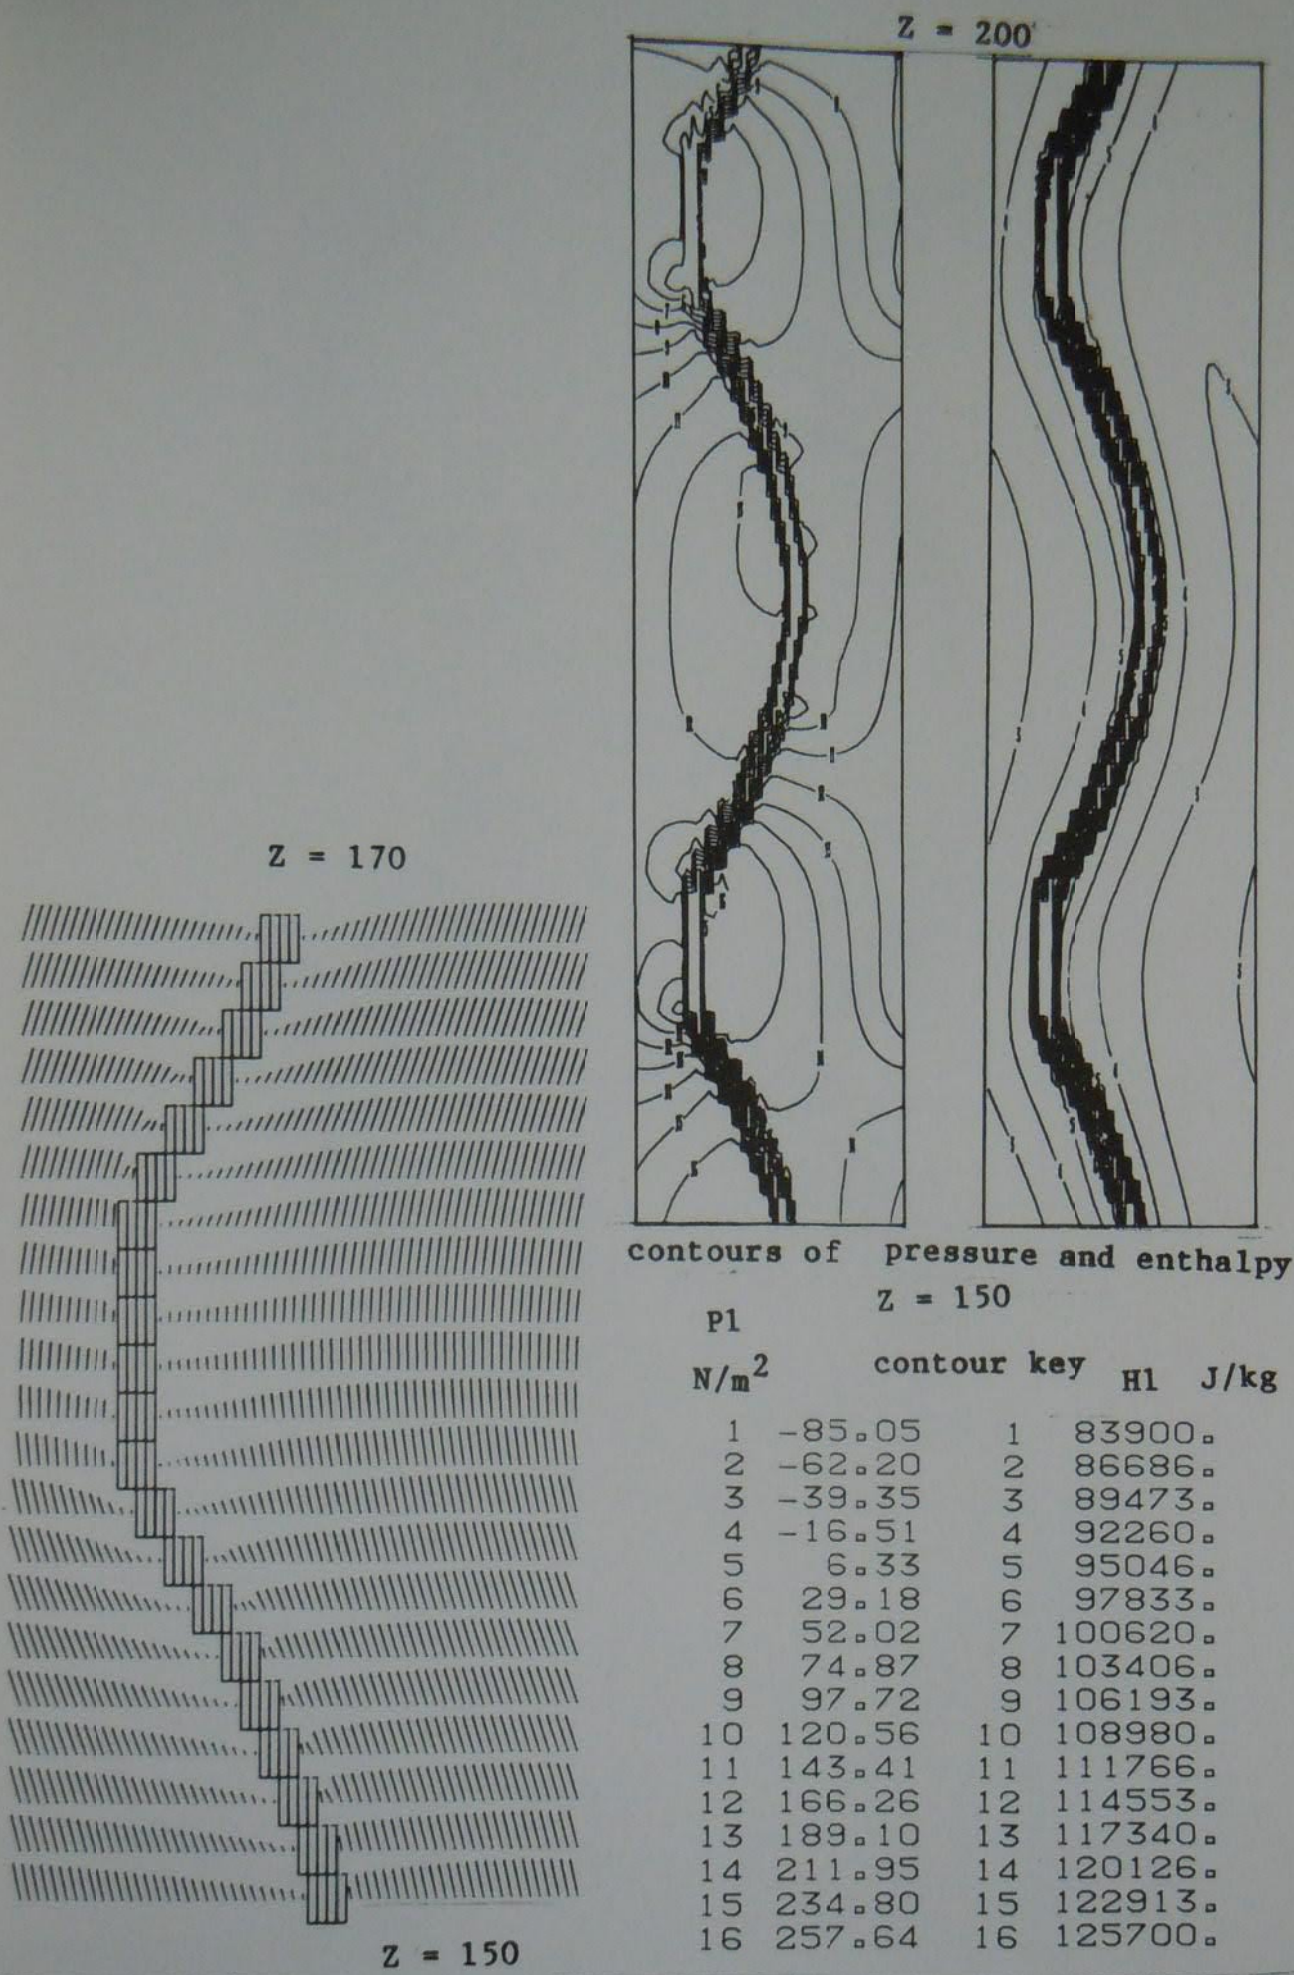 Z = 200
Z = 170
contours of pressure and enthalpy
Z = 150
P1
N/m2 contour key H1 J/kg
1 -85.05 1 83900.
2 -62.20 2 86686.
3 -39.35 3 89473.
4 -16.51 4 92260.
5 6.33 5 95046.
6 29.18 6 97833.
7 52.02 7 100620.
8 74.87 8 103406.
9 97.72 9 106193.
10 120.56 10 108980.
11 143.41 11 111766.
12 166.26 12 114553.
13 189.10 13 117340.
14 211.95 14 120126.
15 234.80 15 122913.
16 257.64 16 125700.
Z = 150